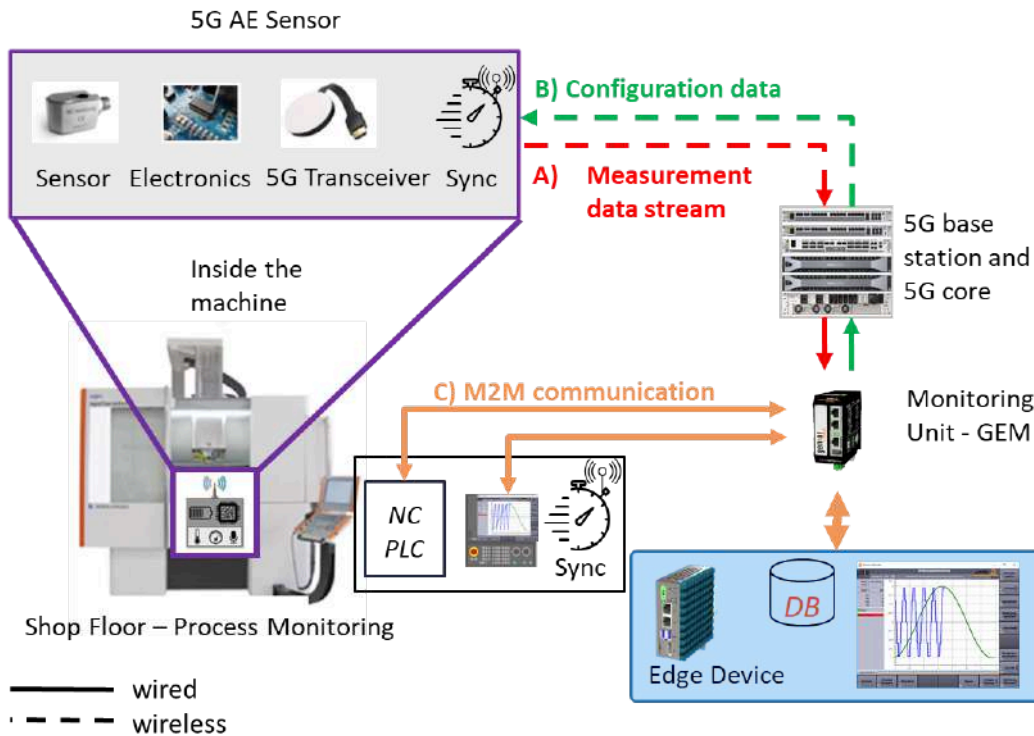 5G AE Sensor
Sensor
Electronics
5G Transceiver
Sync
B) Configuration data
A) Measurement
data stream
5G base
station and
5G core
Inside the
machine
C) M2M communication
Monitoring
Unit - GEM
NC
PLC
Sync
DB
Edge Device
Shop Floor – Process Monitoring
wired
wireless